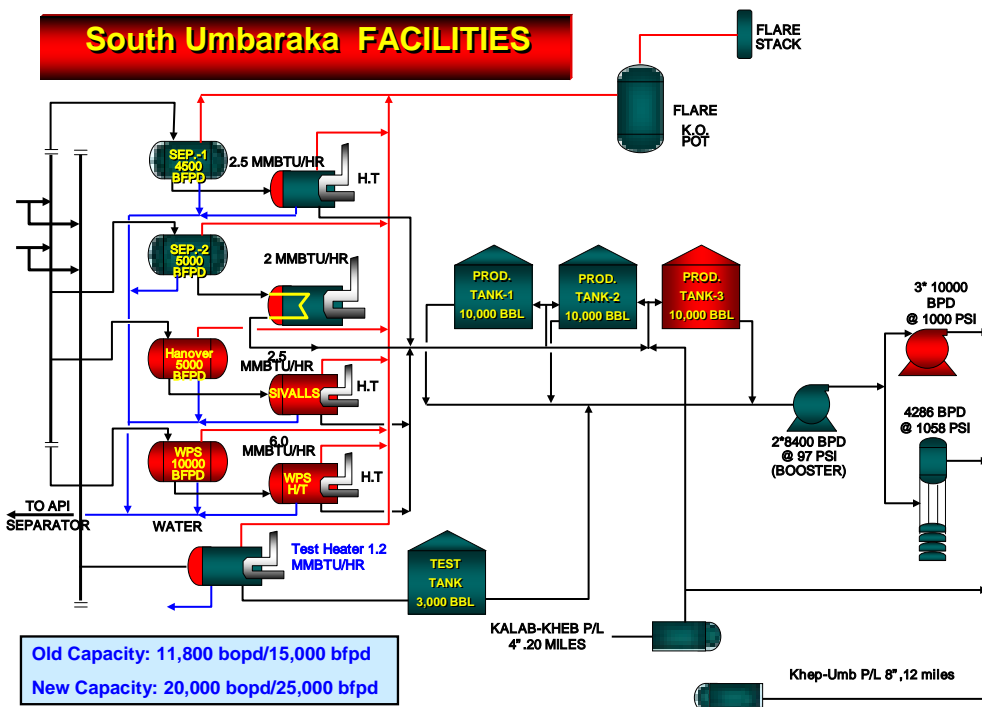 South Umbaraka FACILITIES
FLARE
STACK
FLARE
K.O.
POT
SEP.-1
4500
BFPD
2.5 MMBTU/HR
H.T
SEP.-2
5000
BFPD
2 MMBTU/HR
PROD.
TANK-1
10,000 BBL
PROD.
TANK-2
10,000 BBL
PROD.
TANK-3
10,000 BBL
3* 10000
BPD
@ 1000 PSI
Hanover
5000
BFPD
2.5
MMBTU/HR
SIVALLS
H.T
4286 BPD
@ 1058 PSI
2*8400 BPD
@ 97 PSI
(BOOSTER)
WPS
10000
BFPD
6.0
MMBTU/HR
WPS
H/T
H.T
TO API
SEPARATOR
WATER
Test Heater 1.2
MMBTU/HR
TEST
TANK
3,000 BBL
KALAB-KHEB P/L
4" .20 MILES
Old Capacity: 11,800 bopd/15,000 bfpd
New Capacity: 20,000 bopd/25,000 bfpd
Khep-Umb P/L 8" ,12 miles